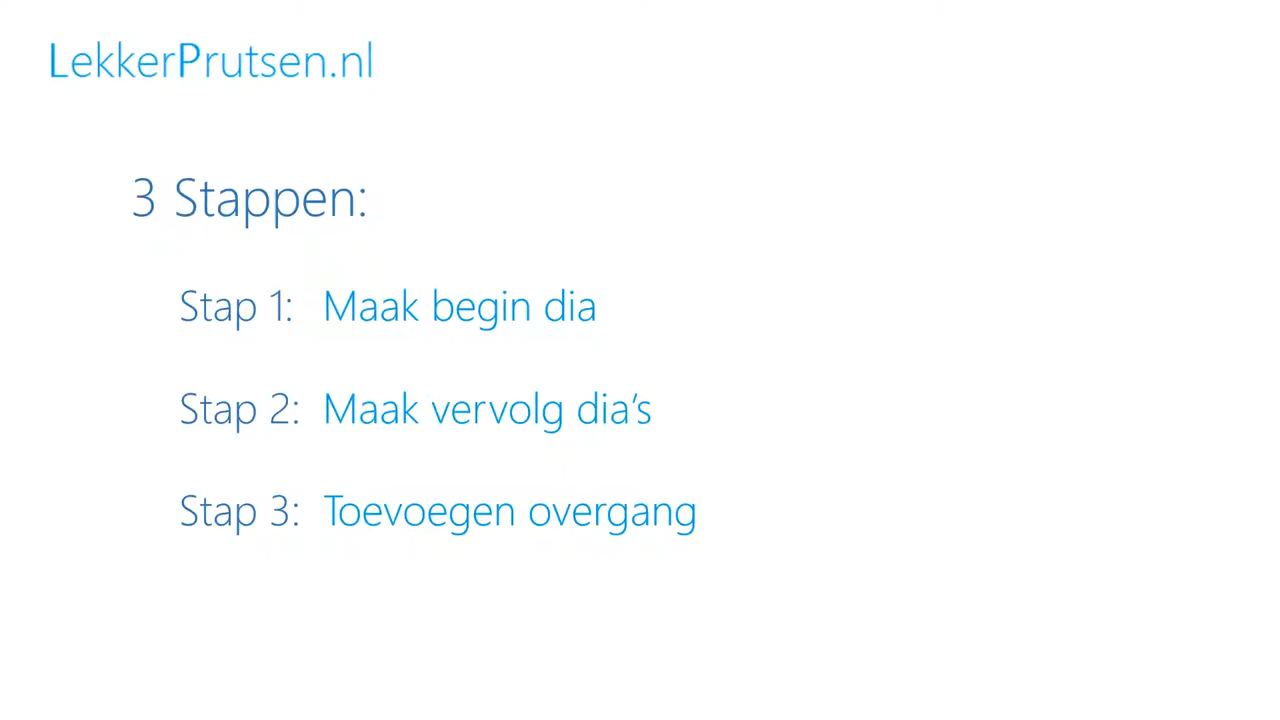 LekkerPrutsen.nl
3 Stappen:
Stap 1: Maak begin dia
Stap 2: Maak vervolg dia’s
Stap 3: Toevoegen overgang